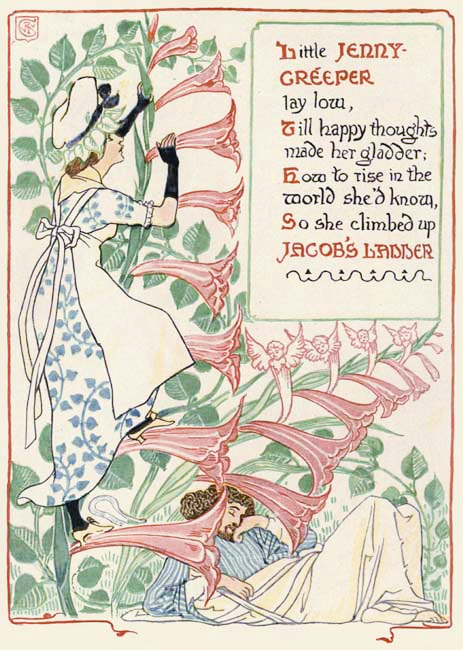 Little JENNY-
CREEPER
lay low,
Till happy thoughts
made her gladder;
How to rise in the
world she'd know,
So she climbed up
JACOB'S LADDER